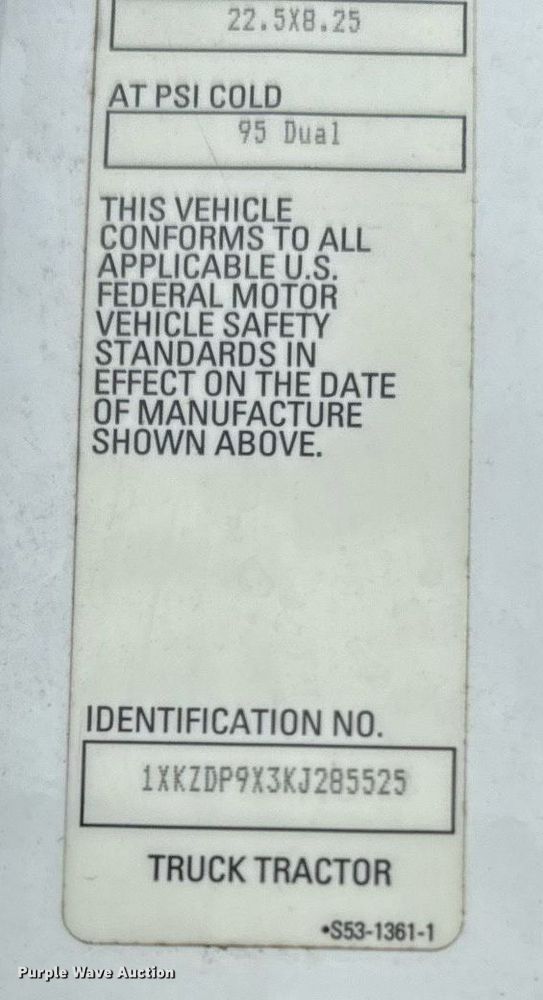 22.5X8.25
AT PSI COLD
95 Dual
THIS VEHICLE
CONFORMS TO ALL
APPLICABLE U.S.
FEDERAL MOTOR
VEHICLE SAFETY
STANDARDS IN
EFFECT ON THE DATE
OF MANUFACTURE
SHOWN ABOVE.
IDENTIFICATION NO.
1XKZDP9X3KJ285525
TRUCK TRACTOR
•S53-1361-1
Purple Wave Auction